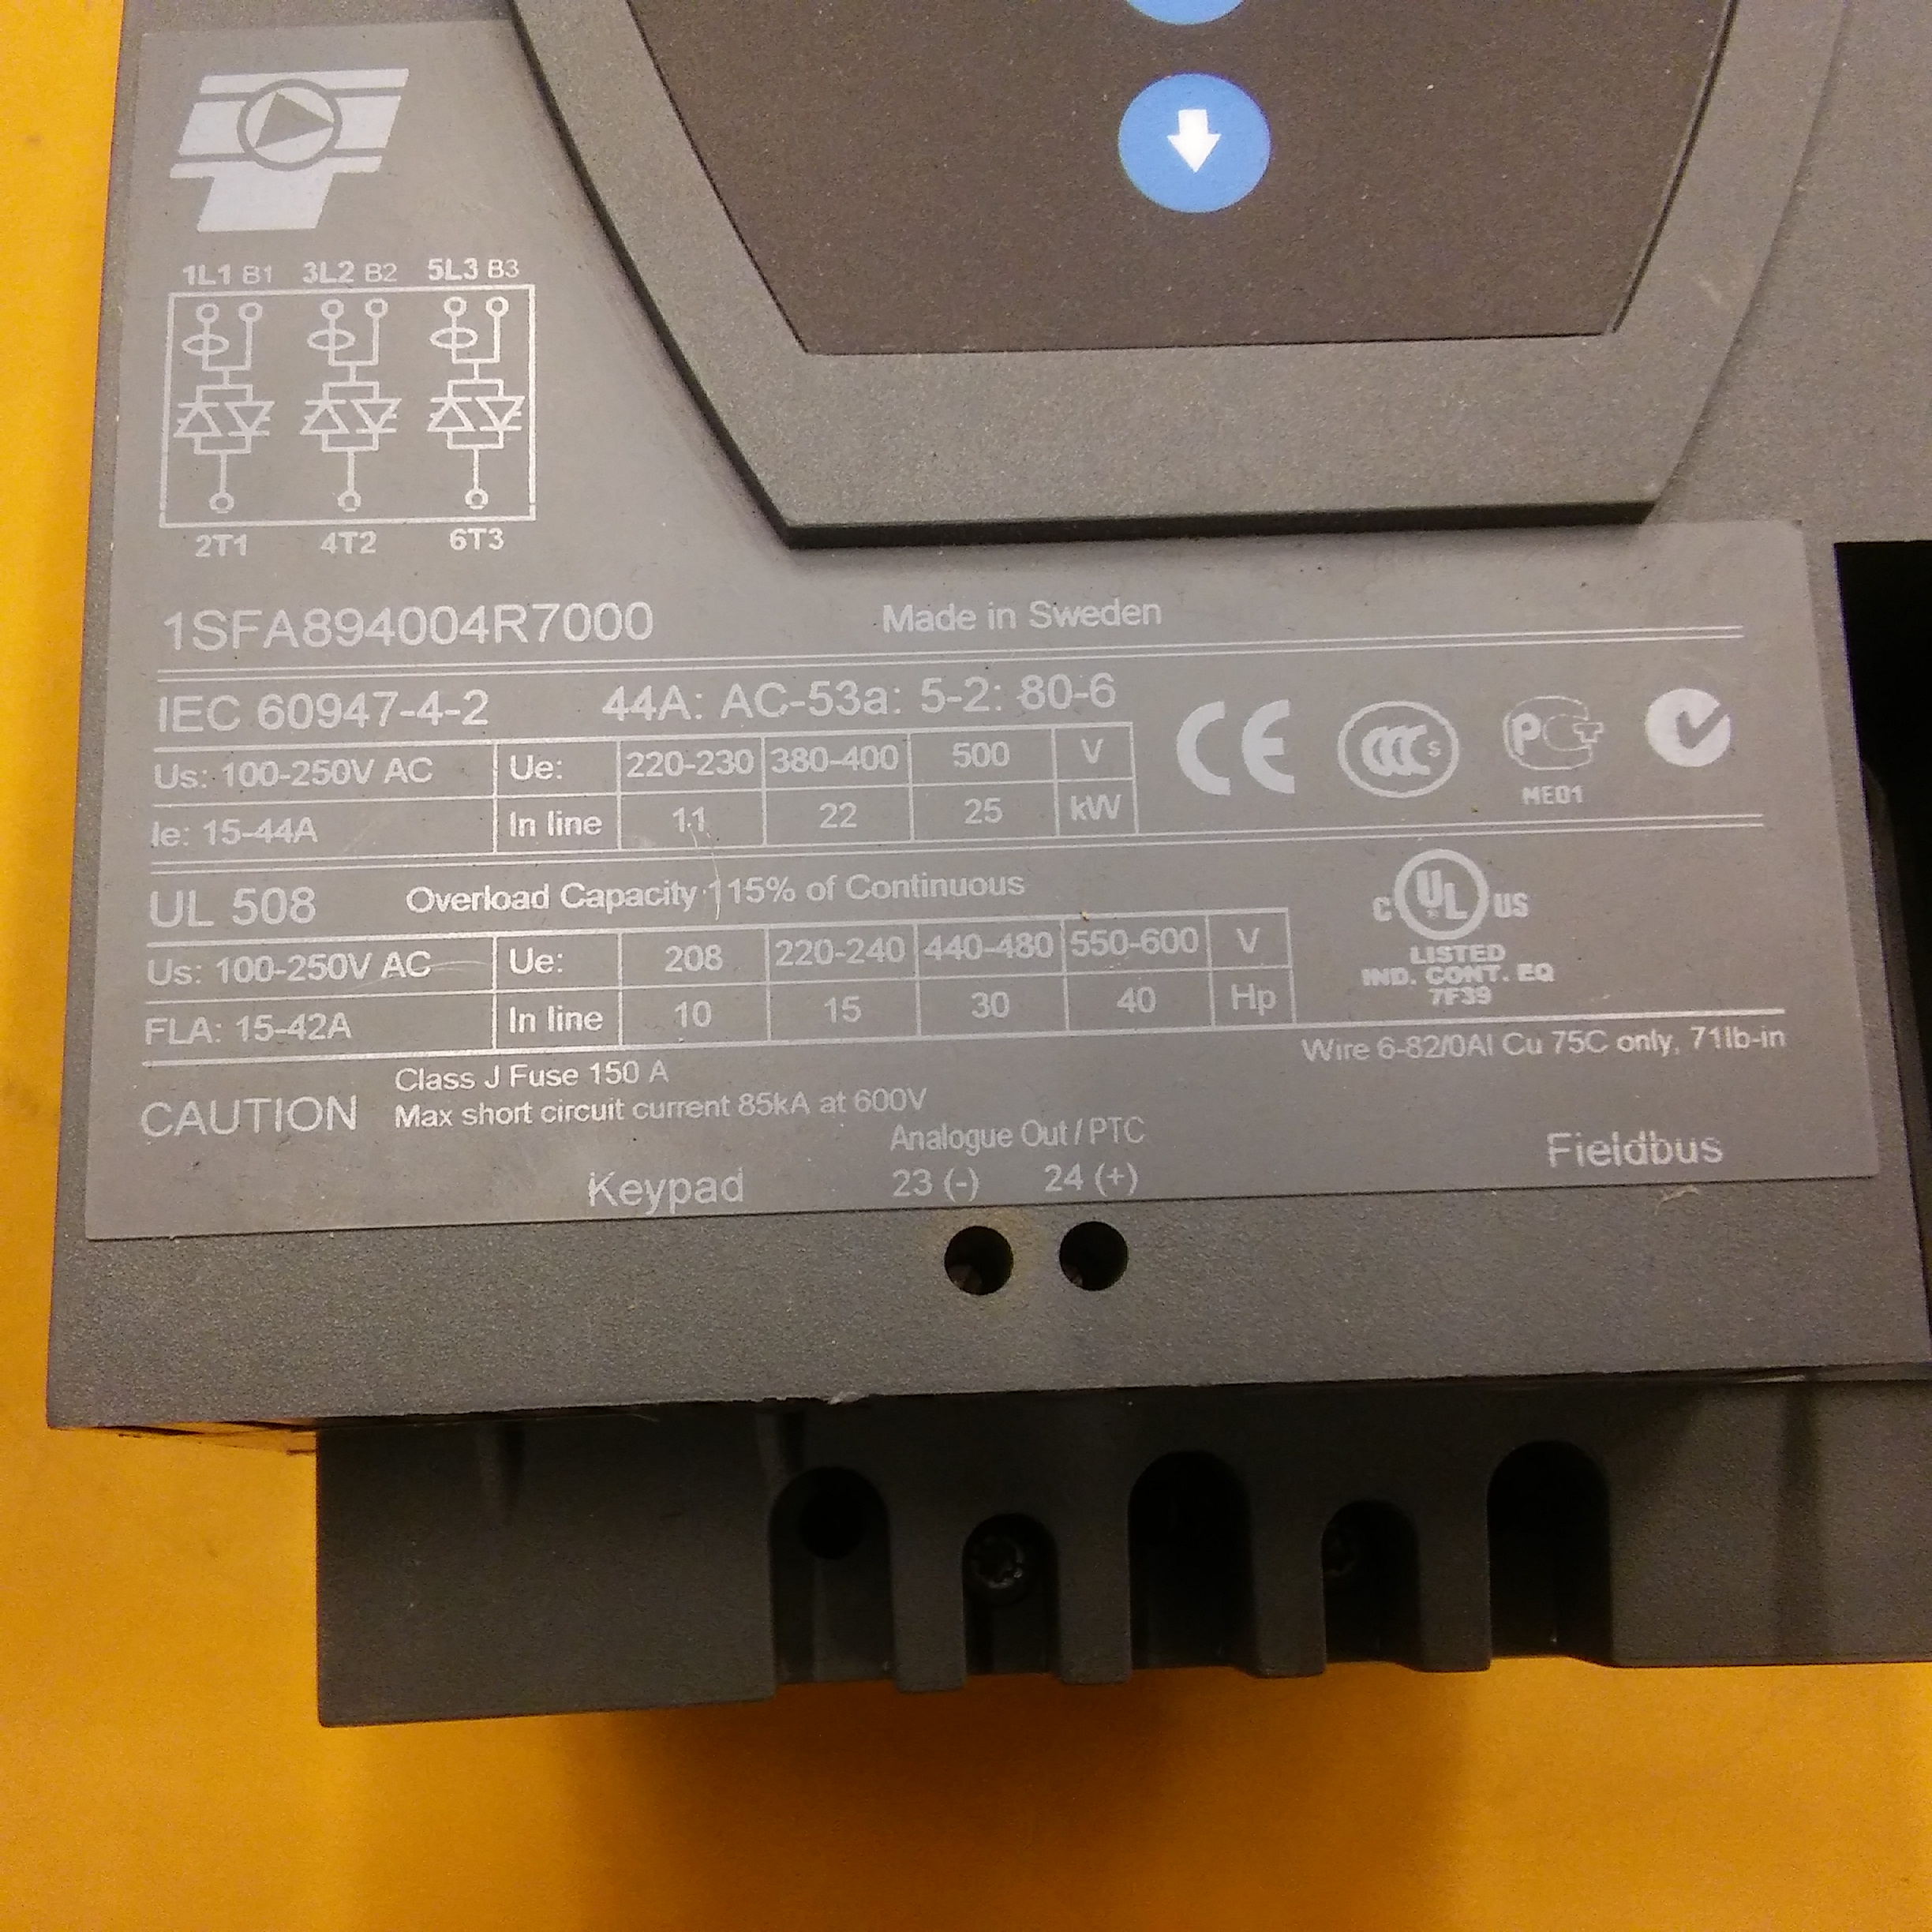 1L1 B1 3L2 B2 5L3 B3
2T1 4T2 6T3
1SFA894004R7000 Made in Sweden
IEC 60947-4-2 44A: AC-53a: 5-2: 80-6
Us: 100-250V AC Ue: 220-230 380-400 500 V
Ie: 15-44A In line 11 22 25 kW
CE CCC S PCT
ME01
UL 508 Overload Capacity 115% of Continuous
Us: 100-250V AC Ue: 208 220-240 440-480 550-600 V
FLA: 15-42A In line 10 15 30 40 Hp
C UL US
LISTED
IND. CONT. EQ
7F39
Wire 6-82/0Al Cu 75C only, 71lb-in
CAUTION Class J Fuse 150 A
Max short circuit current 85kA at 600V
Analogue Out / PTC
Keypad 23 (-) 24 (+) Fieldbus